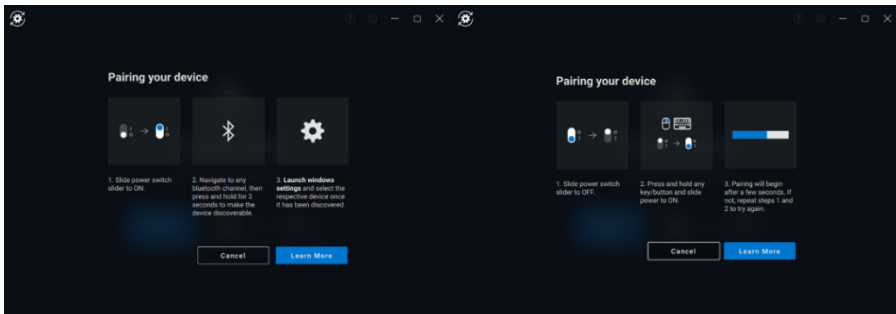 Pairing your device
1. Slide power switch
slider to ON.
2. Navigate to any
bluetooth channel, then
press and hold for 3
seconds to make the
device discoverable.
3. Launch windows
settings and select the
respective device once
it has been discovered.
Cancel
Learn More
Pairing your device
1. Slide power switch
slider to OFF.
2. Press and hold any
key/button and slide
power to ON.
3. Pairing will begin
after a few seconds. If
not, repeat steps 1 and
2 to try again.
Cancel
Learn More